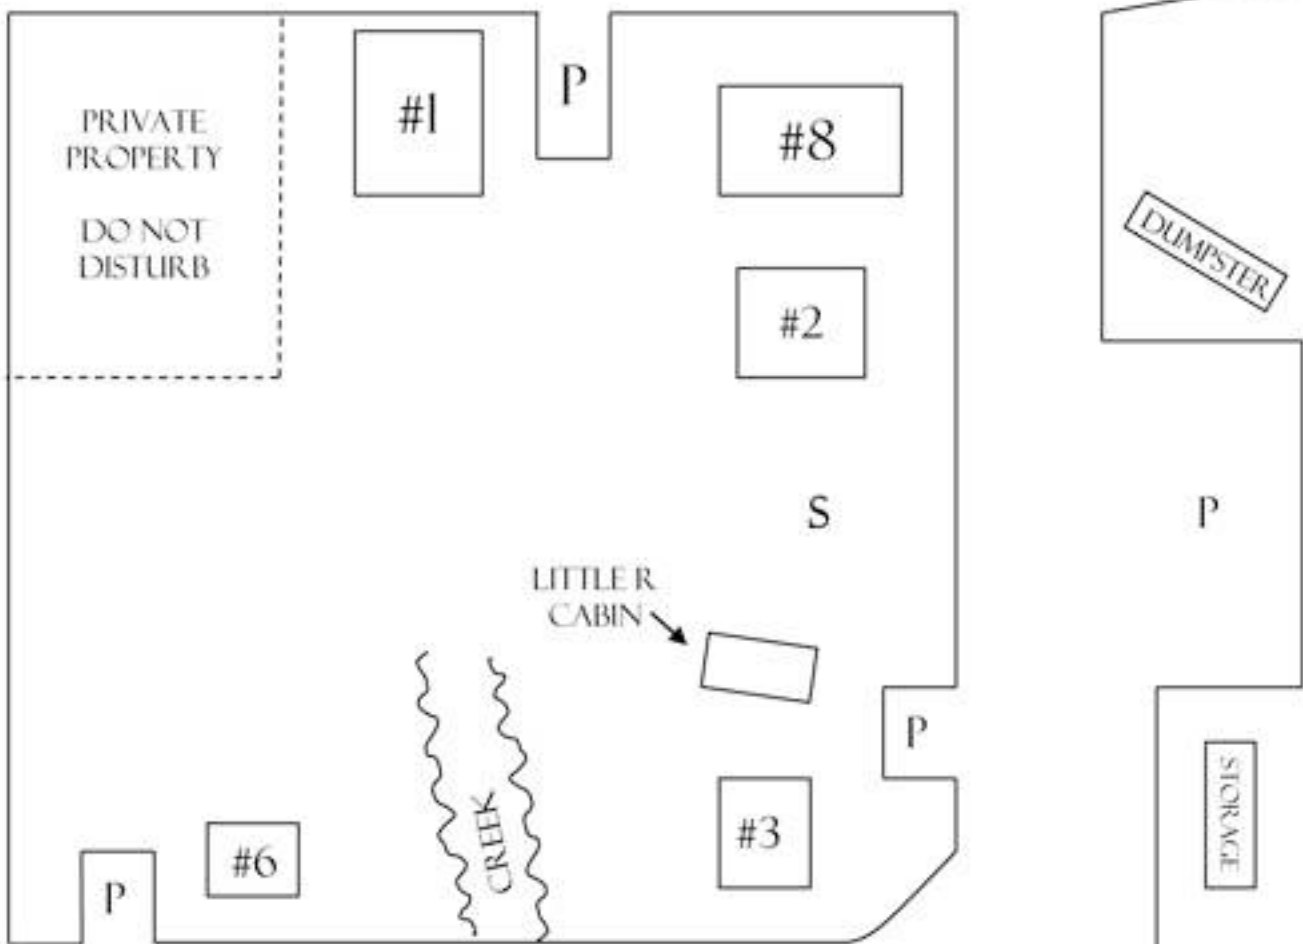 PRIVATE
PROPERTY
DO NOT
DISTURB
#1
P
#8
DUMPSTER
#2
S
P
LITTLE R
CABIN
P
STORAGE
#3
CREEK
#6
P